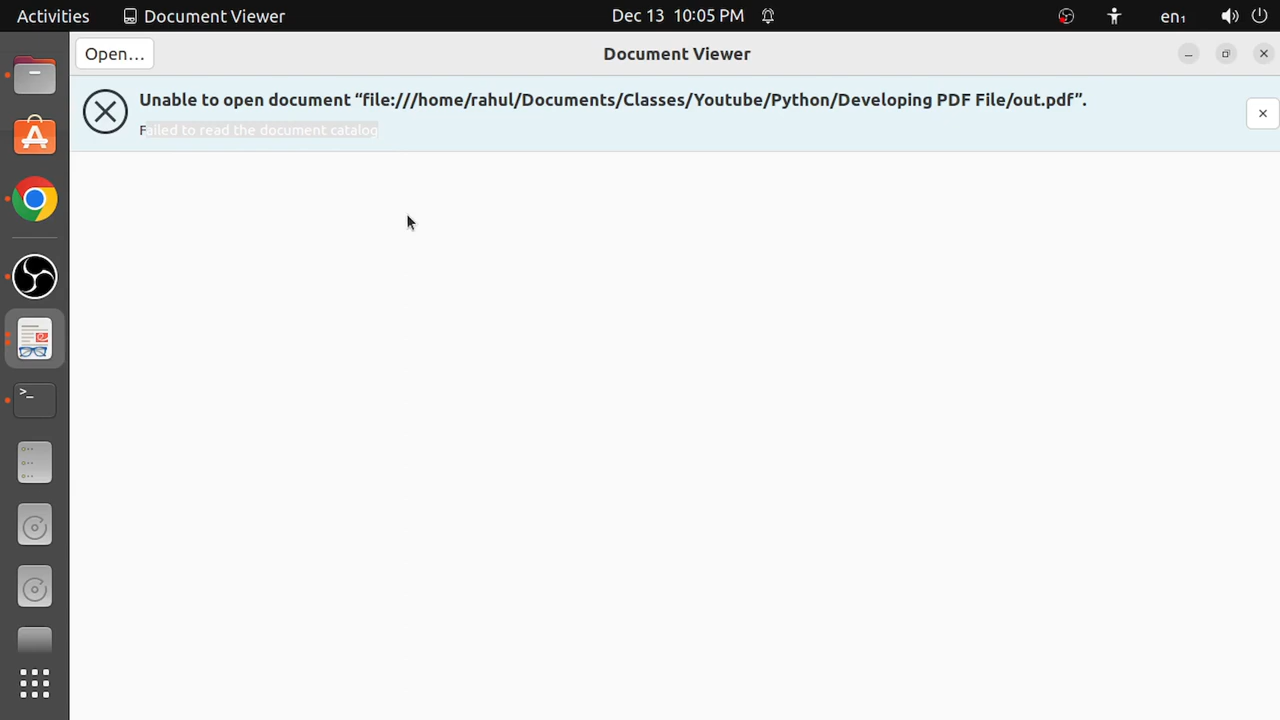 Activities Document Viewer Dec 13 10:05 PM en₁
Open… Document Viewer
Unable to open document “file:///home/rahul/Documents/Classes/Youtube/Python/Developing PDF File/out.pdf”.
Failed to read the document catalog